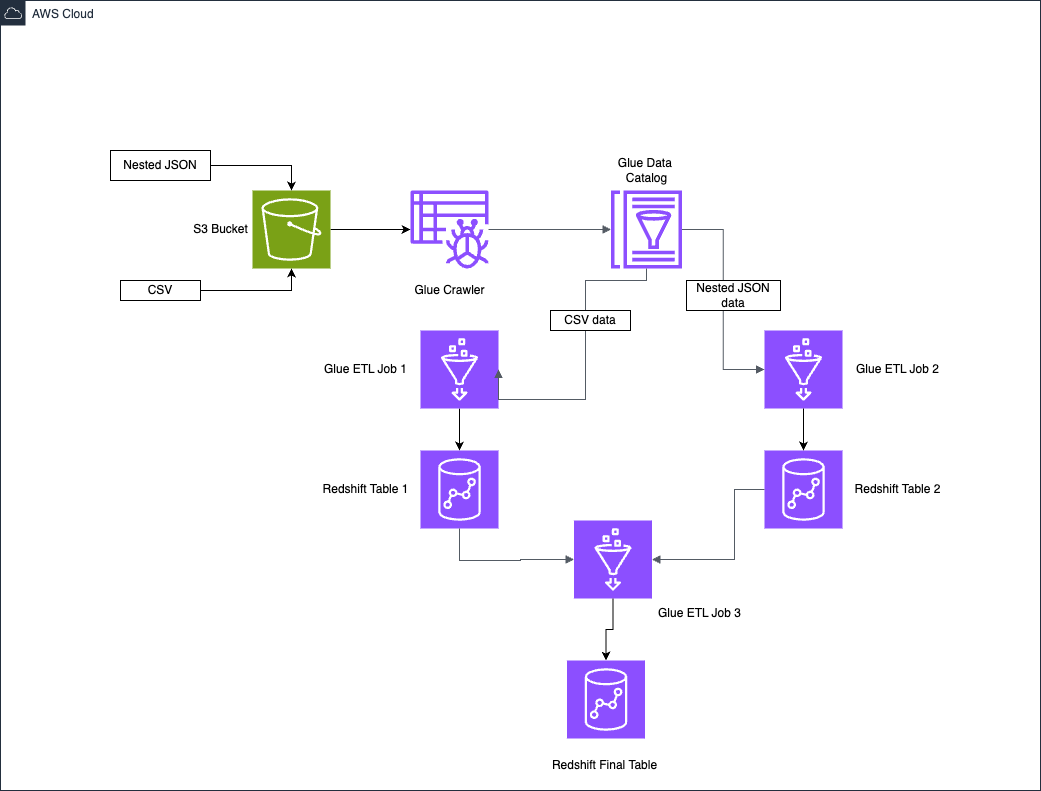 AWS Cloud
Glue Data
Catalog
Nested JSON
S3 Bucket
CSV
Glue Crawler
Nested JSON
data
CSV data
Glue ETL Job 1
Glue ETL Job 2
Redshift Table 1
Redshift Table 2
Glue ETL Job 3
Redshift Final Table